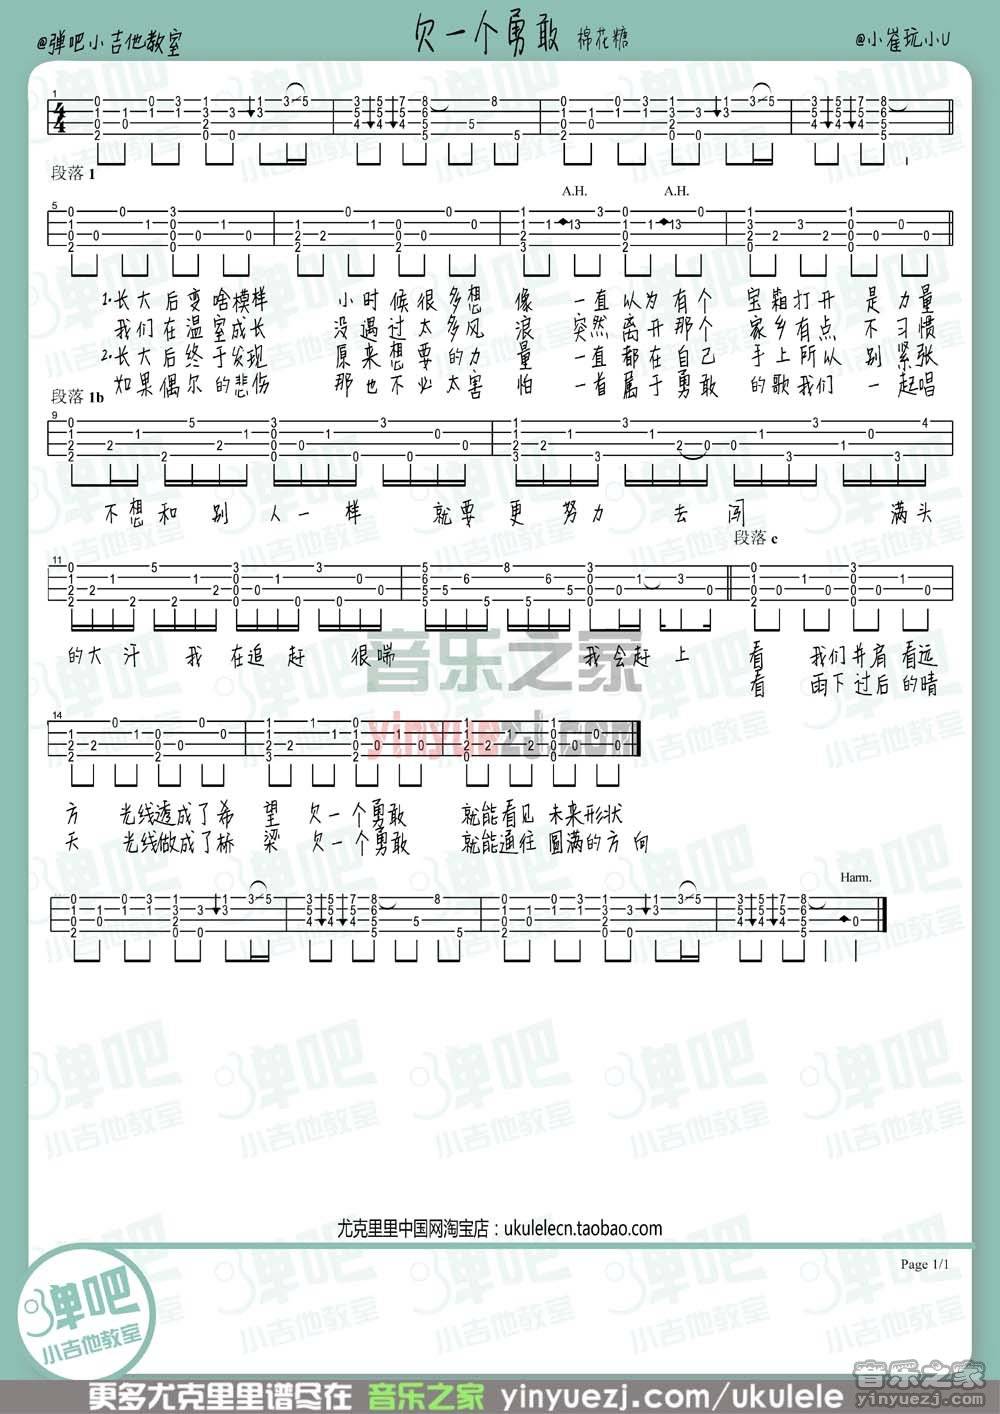 @弹吧小吉他教室
欠一个勇敢 棉花糖
@小崔玩小U
段落 1
A.H. A.H.
1.长大后变啥模样 小时候很多想 像 一直以为有个 宝箱打开 是力量
我们在温室成长 没遇过太多风 浪 突然离开那个 家乡有点 不习惯
2.长大后终于发现 原来想要的力 量 一直都在自己 手上所以 别紧张
如果偶尔的悲伤 那也不必太害 怕 一首属于勇敢 的歌我们 一起唱
段落 1b
不想和别人一样 就要更努力去闯 满头
段落 c
的大汗 我在追赶很喘 我会赶上 看 我们并肩看远
看 雨下过后的晴
方 光线透成了希望 欠一个勇敢 就能看见未来形状
天 光线做成了桥梁 欠一个勇敢 就能通往圆满的方向
Harm.
尤克里里中国网淘宝店：ukulelecn.taobao.com
Page 1/1
弹吧
小吉他教室
音乐之家
yinyuezj.com
更多尤克里里谱尽在 音乐之家 yinyuezj.com/ukulele
音乐之家
yinyuezj.com